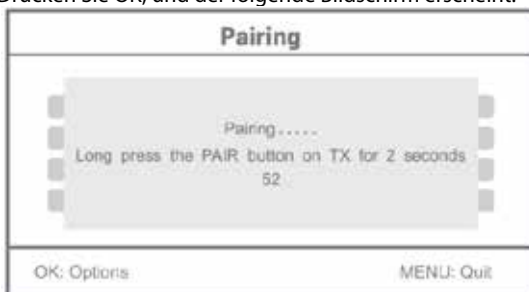 Drücken Sie OK, und der folgende Bildschirm erscheint:
Pairing
Pairing.....
Long press the PAIR button on TX for 2 seconds
52
OK: Options
MENU: Quit